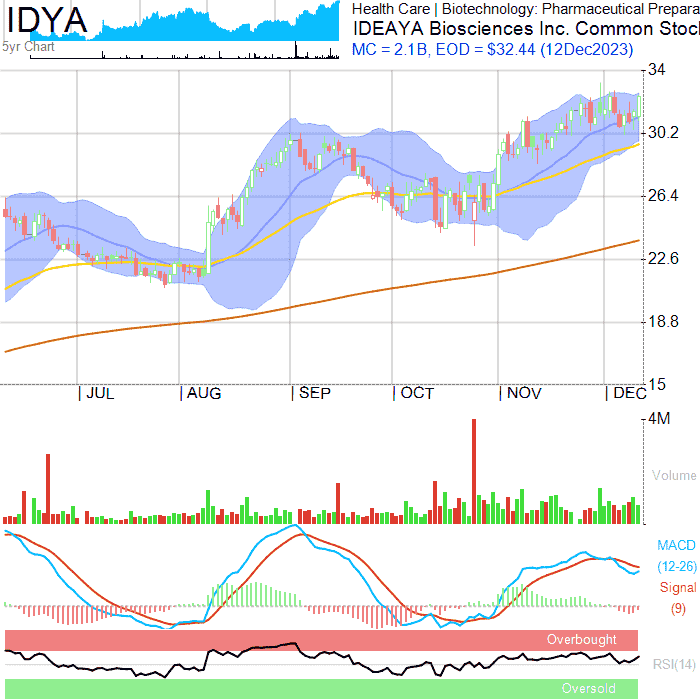 IDYA
5yr Chart
Health Care | Biotechnology: Pharmaceutical Prepara
IDEAYA Biosciences Inc. Common Stoc
MC = 2.1B, EOD = $32.44 (12Dec2023)
34
30.2
26.4
22.6
18.8
15
| JUL | AUG | SEP | OCT | NOV | DEC
4M
Volume
MACD
(12-26)
Signal
(9)
Overbought
RSI(14)
Oversold